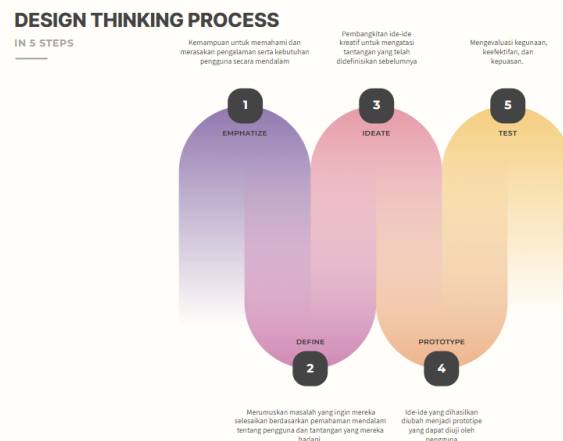 DESIGN THINKING PROCESS
IN 5 STEPS
Kemampuan untuk memahami dan
merasakan pengalaman serta kebutuhan
pengguna secara mendalam
1
EMPHATIZE
Merumuskan masalah yang ingin mereka
selesaikan berdasarkan pemahaman mendalam
tentang pengguna dan tantangan yang mereka
hadapi
2
DEFINE
Pembangkitan ide-ide
kreatif untuk mengatasi
tantangan yang telah
didefinisikan sebelumnya
3
IDEATE
Ide-ide yang dihasilkan
diubah menjadi prototipe
yang dapat diuji oleh
pengguna
4
PROTOTYPE
Mengevaluasi kegunaan,
keefektifan, dan
kepuasan.
5
TEST